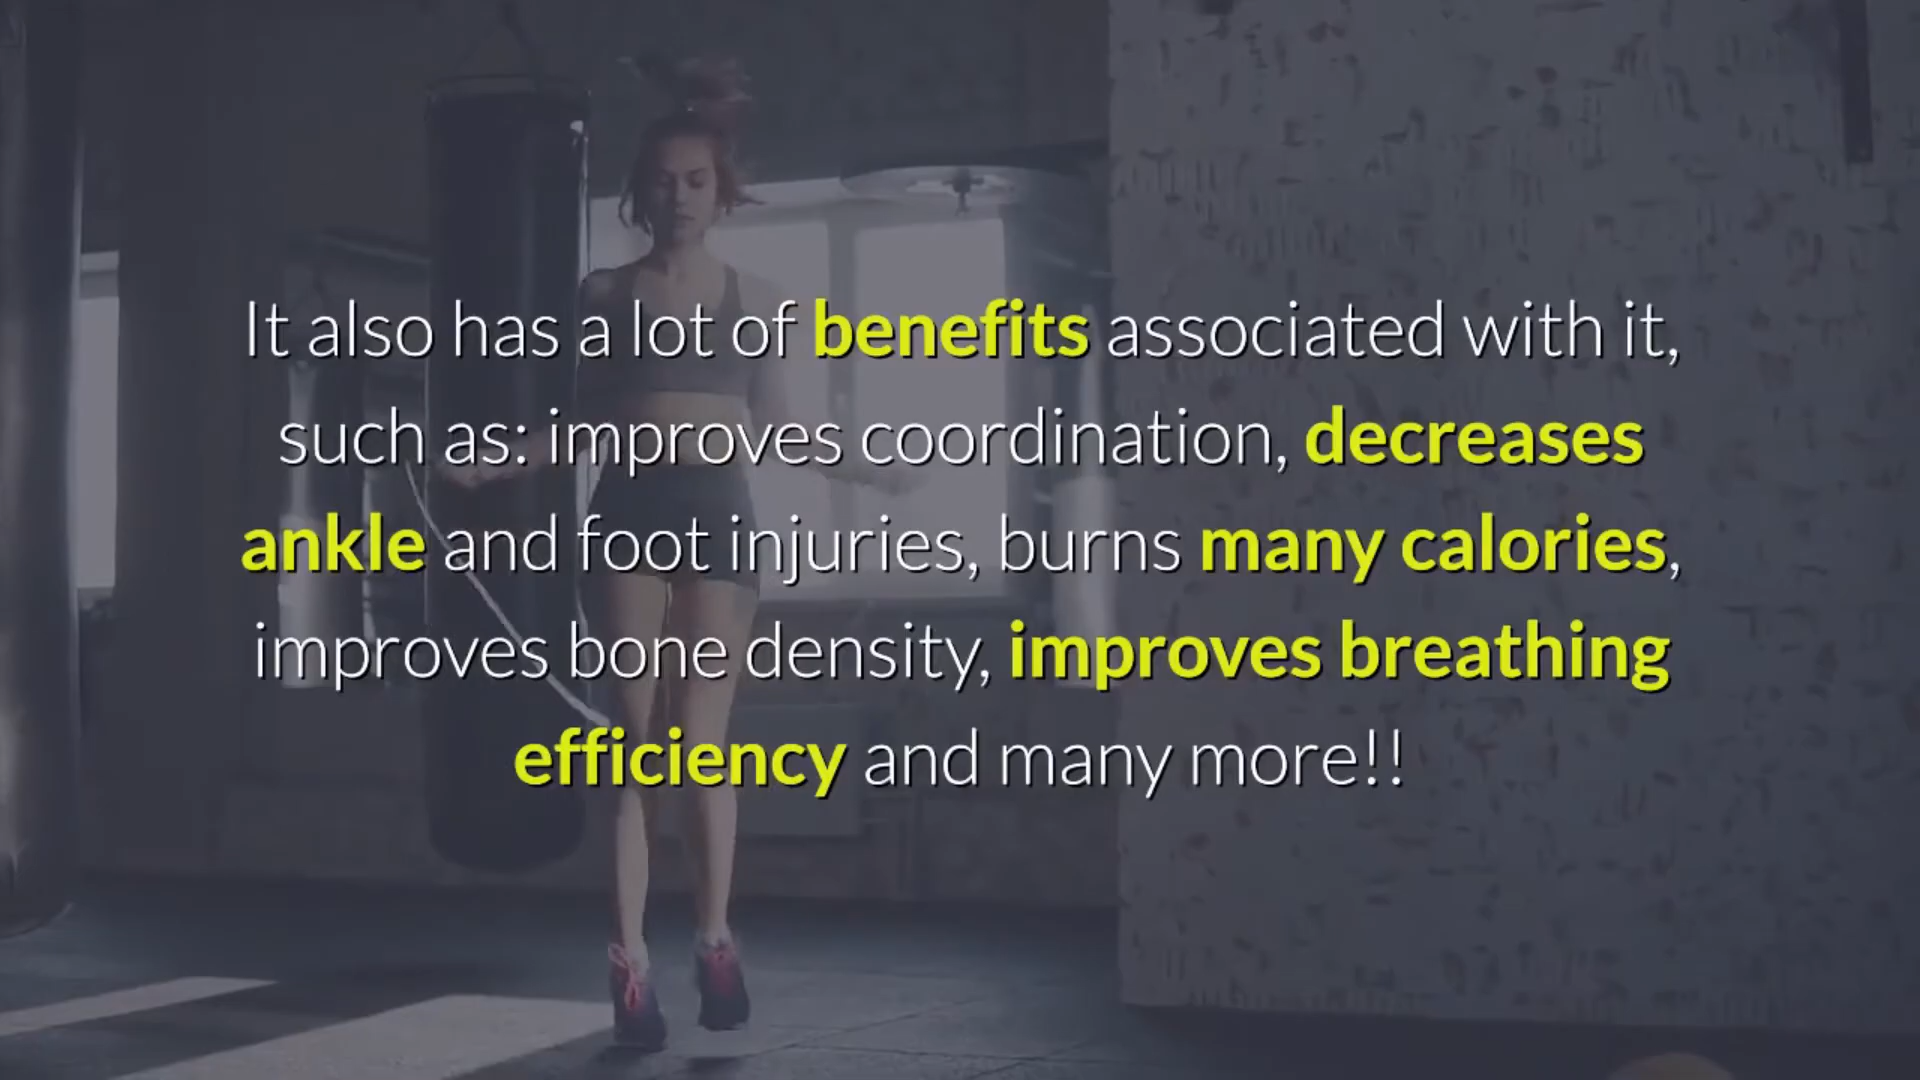 It also has a lot of benefits associated with it,
such as: improves coordination, decreases
ankle and foot injuries, burns many calories,
improves bone density, improves breathing
efficiency and many more!!